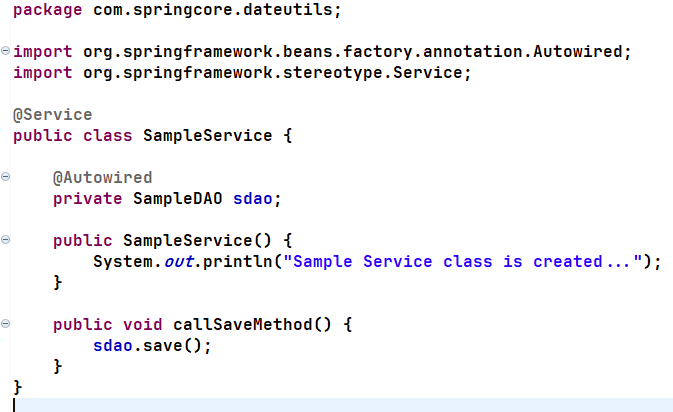 package com.springcore.dateutils;
import org.springframework.beans.factory.annotation.Autowired;
import org.springframework.stereotype.Service;
@Service
public class SampleService {
@Autowired
private SampleDAO sdao;
public SampleService() {
System.out.println("Sample Service class is created...");
}
public void callSaveMethod() {
sdao.save();
}
}